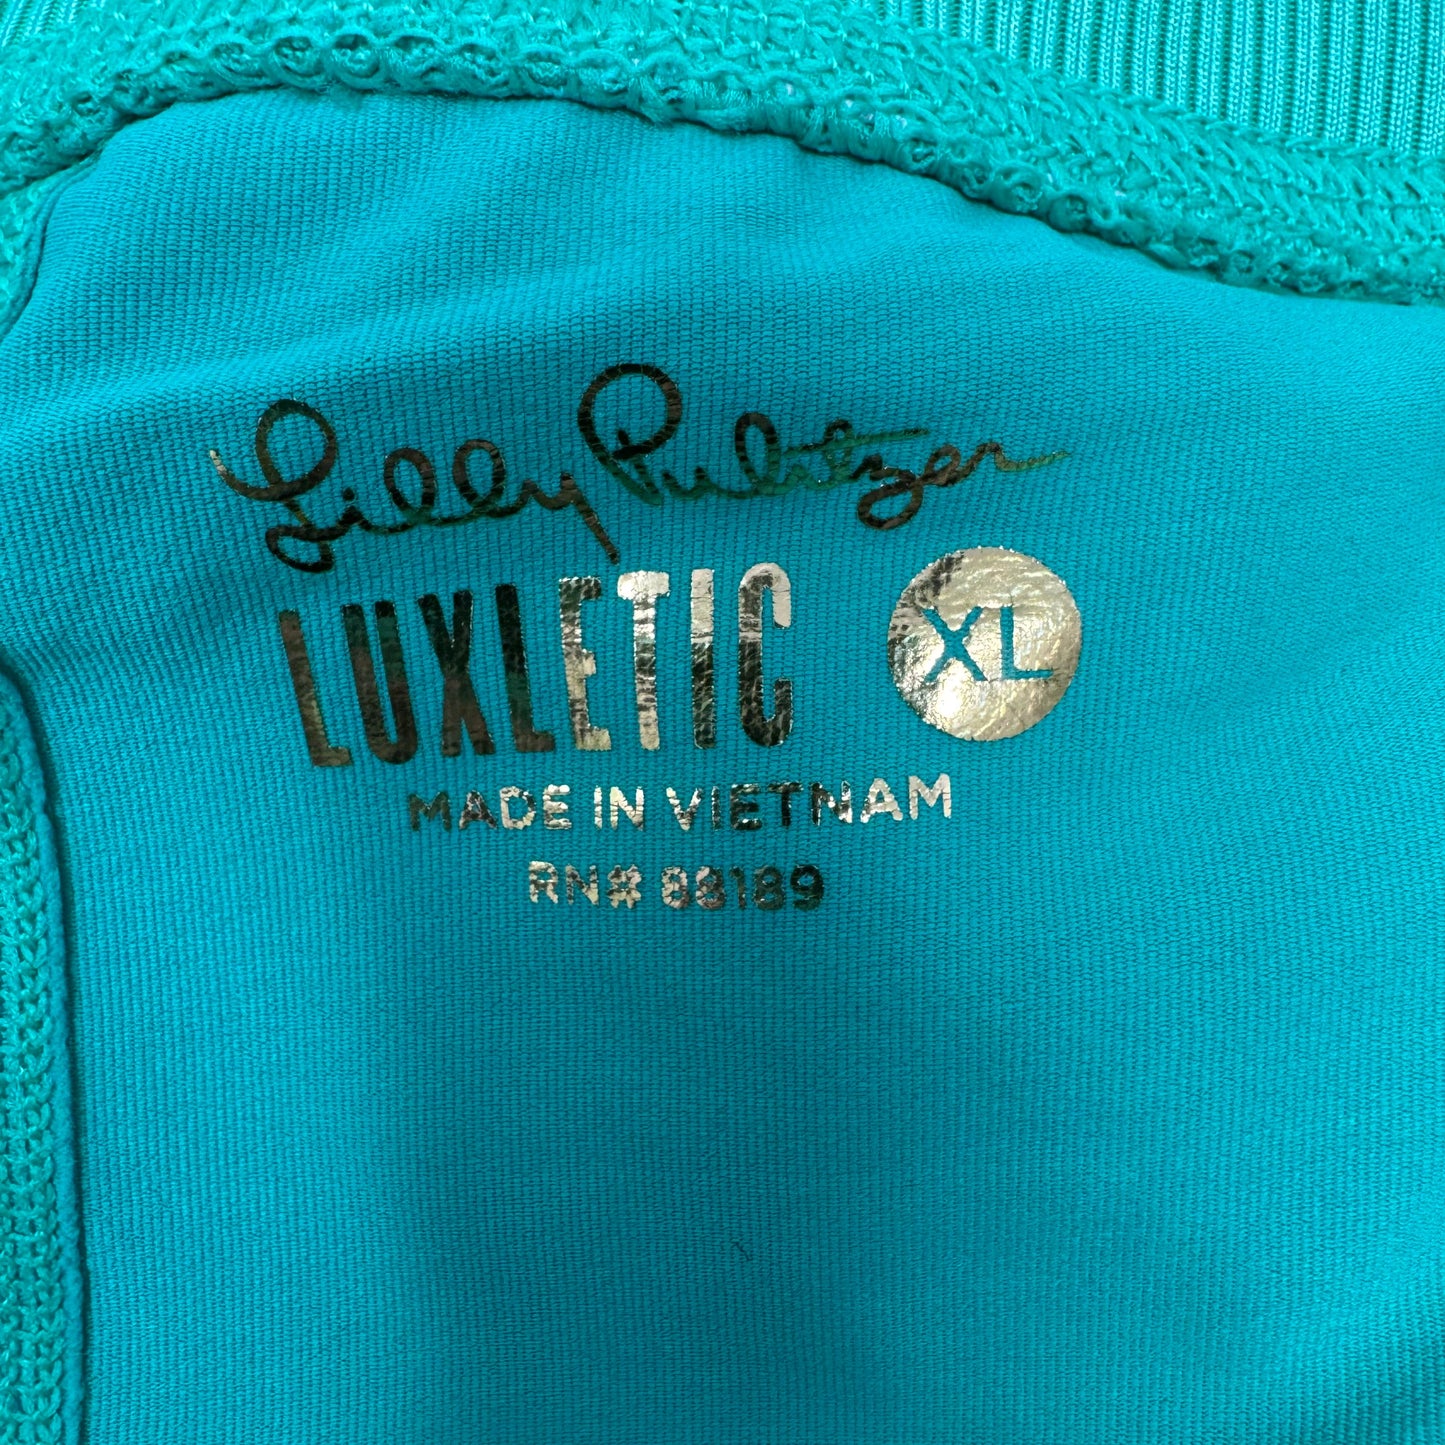 Lilly Pulitzer
LUXLETIC XL
MADE IN VIETNAM
RN# 88189